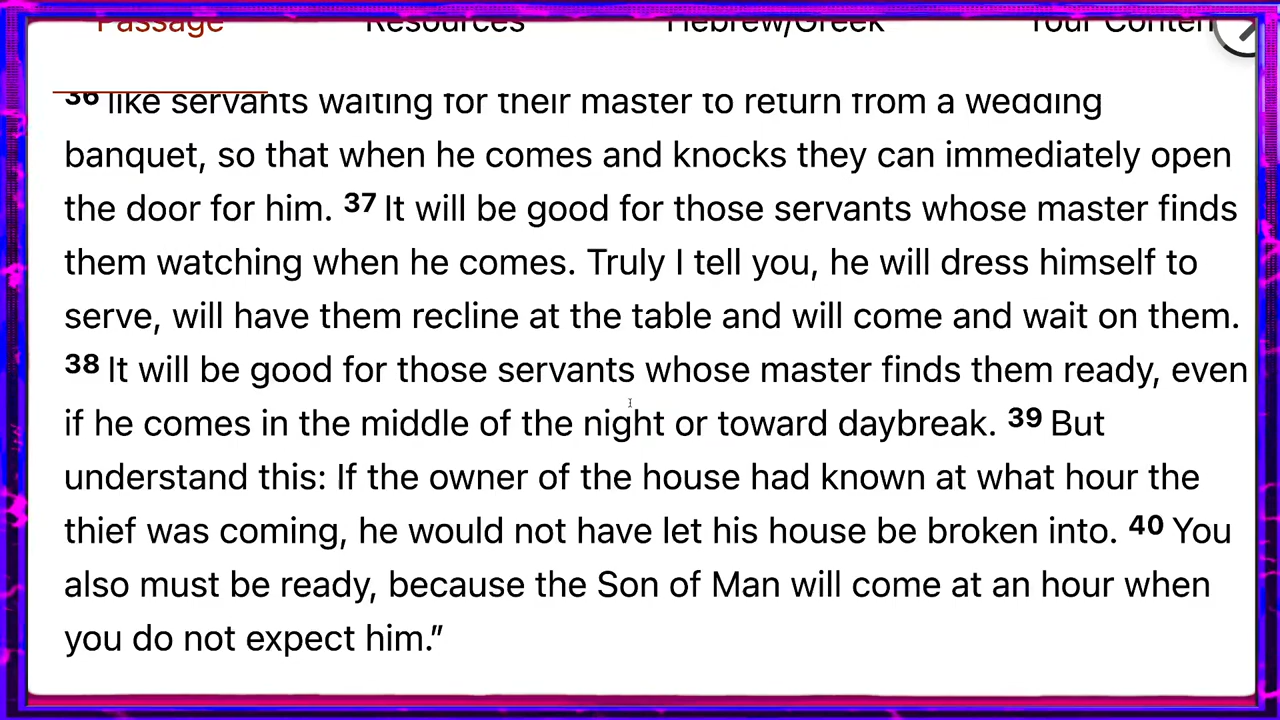 Passage Resources Hebrew/Greek Your Conten
36 like servants waiting for their master to return from a wedding
banquet, so that when he comes and knocks they can immediately open
the door for him. 37 It will be good for those servants whose master finds
them watching when he comes. Truly I tell you, he will dress himself to
serve, will have them recline at the table and will come and wait on them.
38 It will be good for those servants whose master finds them ready, even
if he comes in the middle of the night or toward daybreak. 39 But
understand this: If the owner of the house had known at what hour the
thief was coming, he would not have let his house be broken into. 40 You
also must be ready, because the Son of Man will come at an hour when
you do not expect him.”